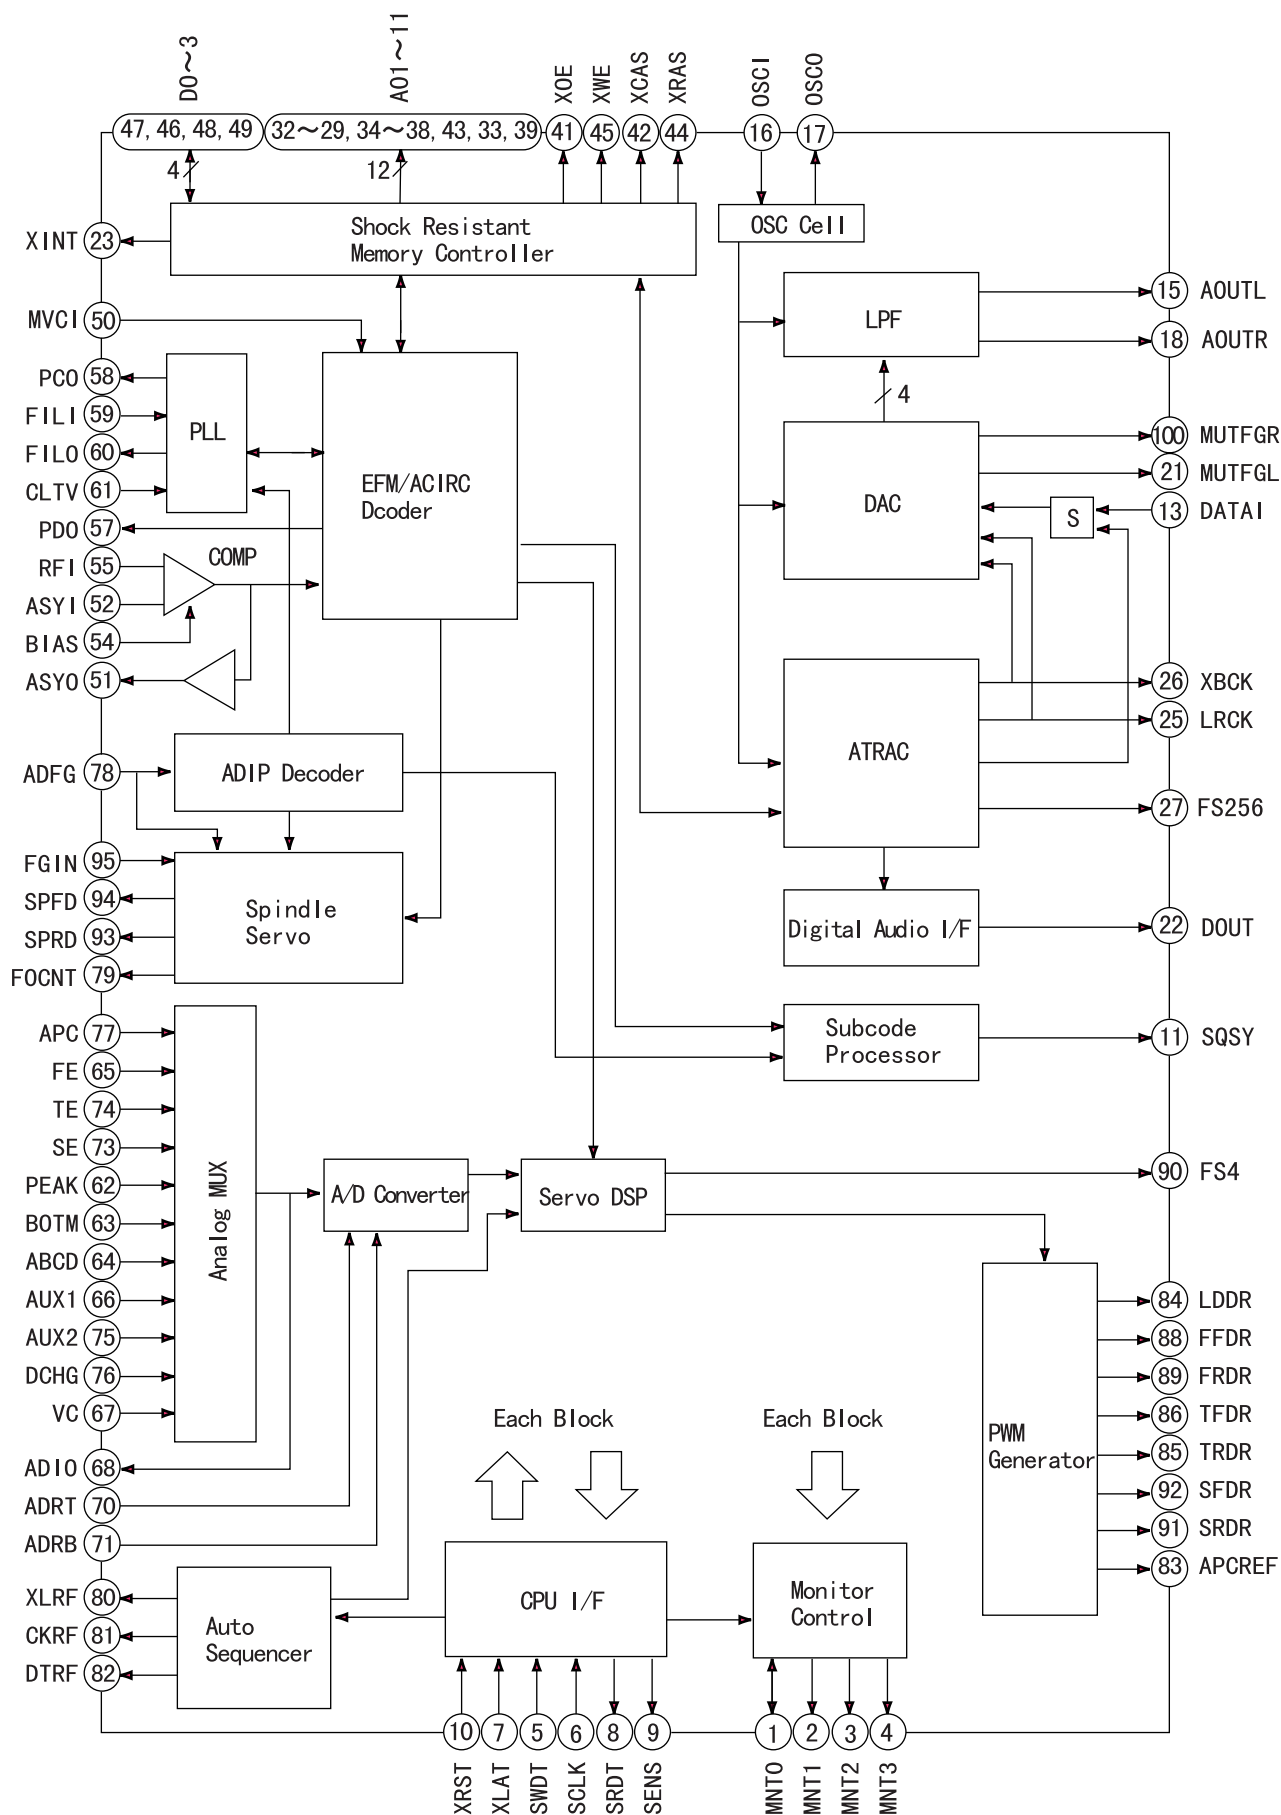 D0～3
A01～11
XOE
XWE
XCAS
XRAS
OSCI
OSCO
47, 46, 48, 49
32～29, 34～38, 43, 33, 39
41
45
42
44
16
17
4
12
Shock Resistant
Memory Controller
OSC Cell
XINT 23
MVCI 50
PCO 58
FILI 59
FILO 60
CLTV 61
PDO 57
RFI 55
ASYI 52
BIAS 54
ASYO 51
PLL
COMP
EFM/ACIRC
Dcoder
LPF
4
DAC
S
15 AOUTL
18 AOUTR
100 MUTFGR
21 MUTFGL
13 DATAI
ATRAC
26 XBCK
25 LRCK
27 FS256
ADFG 78
ADIP Decoder
FGIN 95
SPFD 94
SPRD 93
FOCNT 79
Spindle
Servo
Digital Audio I/F
22 DOUT
Subcode
Processor
11 SQSY
APC 77
FE 65
TE 74
SE 73
PEAK 62
BOTM 63
ABCD 64
AUX1 66
AUX2 75
DCHG 76
VC 67
ADIO 68
ADRT 70
ADRB 71
Analog MUX
A/D Converter
Servo DSP
90 FS4
PWM
Generator
84 LDDR
88 FFDR
89 FRDR
86 TFDR
85 TRDR
92 SFDR
91 SRDR
83 APCREF
Each Block
Each Block
XLRF 80
CKRF 81
DTRF 82
Auto
Sequencer
CPU I/F
Monitor
Control
10
7
5
6
8
9
1
2
3
4
XRST
XLAT
SWDT
SCLK
SRDT
SENS
MNT0
MNT1
MNT2
MNT3